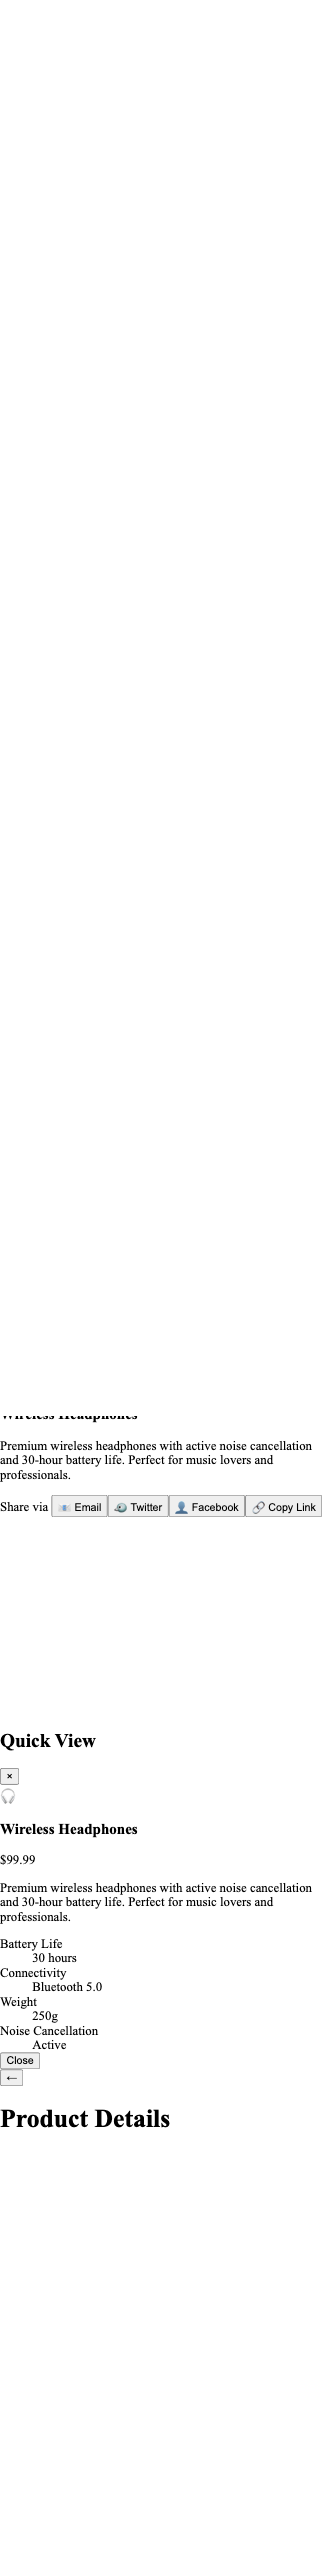 Wireless Headphones
Premium wireless headphones with active noise cancellation
and 30-hour battery life. Perfect for music lovers and
professionals.
Share via Email Twitter Facebook Copy Link
Quick View
×
Wireless Headphones
$99.99
Premium wireless headphones with active noise cancellation
and 30-hour battery life. Perfect for music lovers and
professionals.
Battery Life
30 hours
Connectivity
Bluetooth 5.0
Weight
250g
Noise Cancellation
Active
Close
←
Product Details